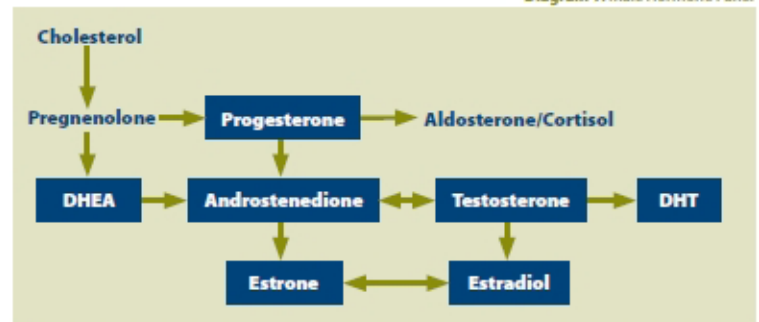 Cholesterol
Pregnenolone
Progesterone
Aldosterone/Cortisol
DHEA
Androstenedione
Testosterone
DHT
Estrone
Estradiol